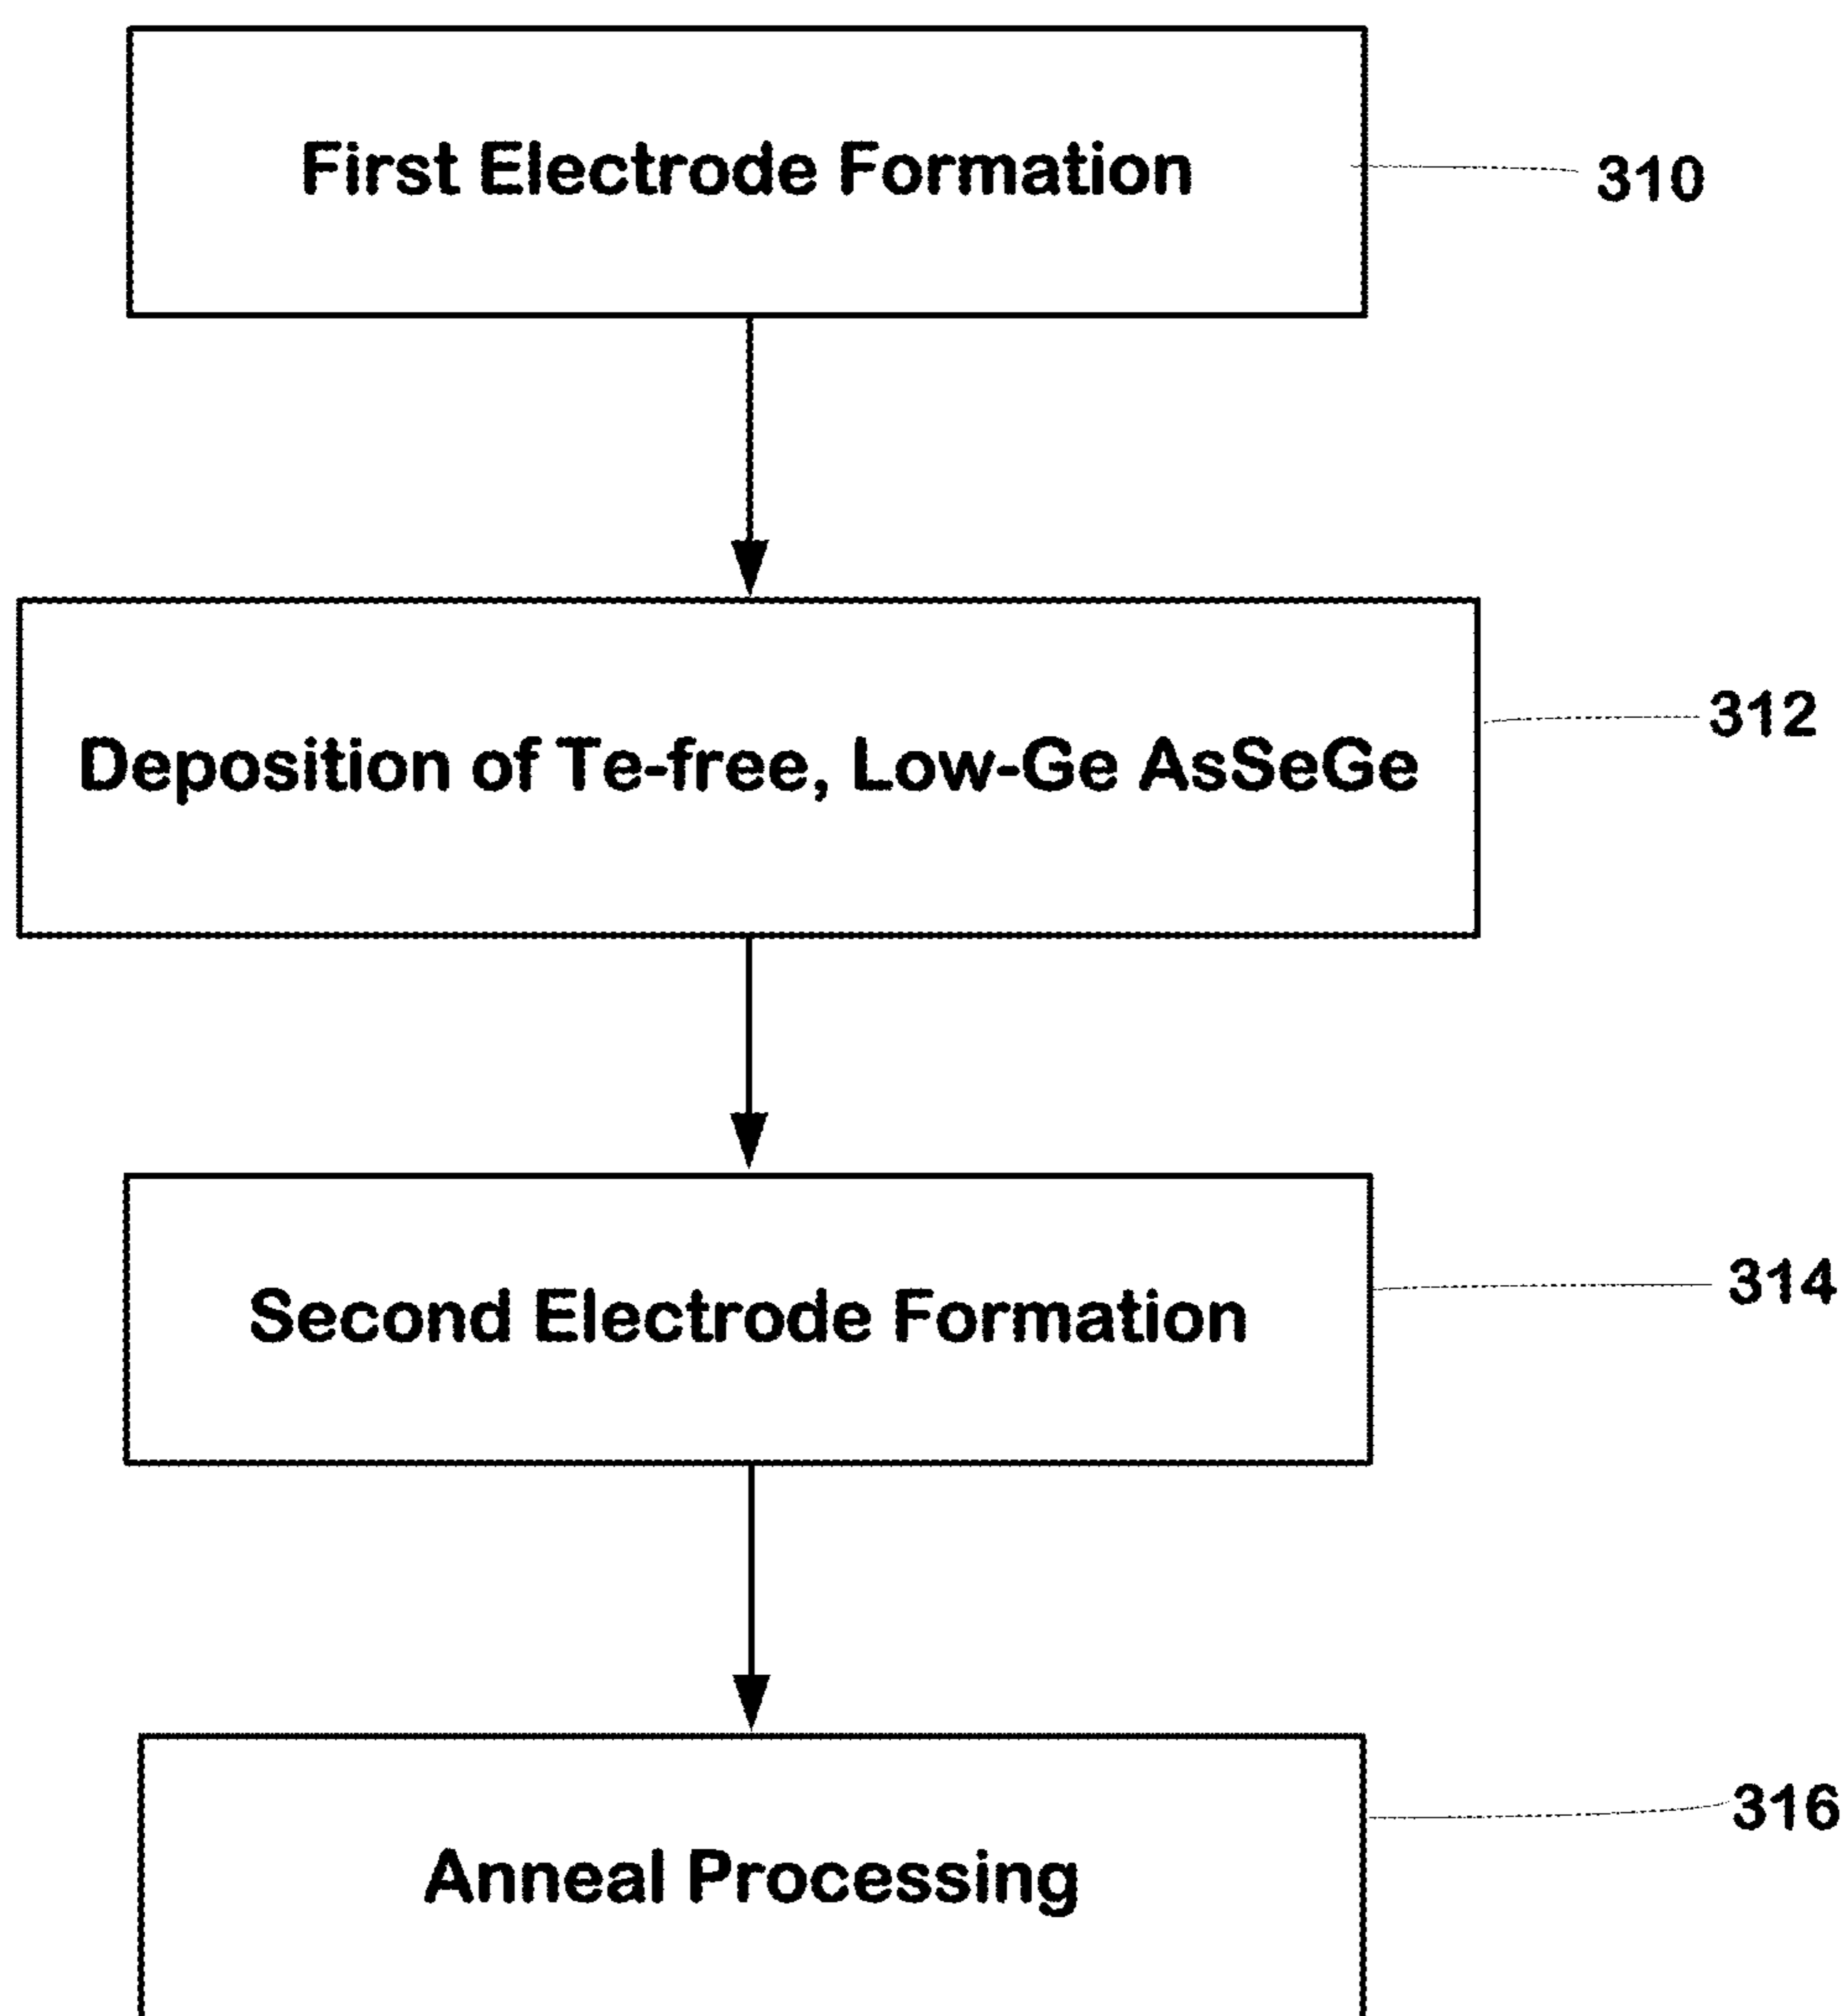 First Electrode Formation
310
Deposition of Te-free, Low-Ge AsSeGe
312
Second Electrode Formation
314
Anneal Processing
316